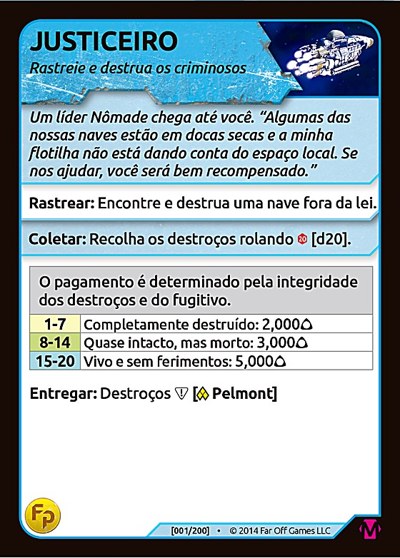 JUSTICEIRO
Rastreie e destrua os criminosos
Um líder Nômade chega até você. “Algumas das
nossas naves estão em docas secas e a minha
flotilha não está dando conta do espaço local. Se
nos ajudar, você será bem recompensado.”
Rastrear: Encontre e destrua uma nave fora da lei.
Coletar: Recolha os destroços rolando 20 [d20].
O pagamento é determinado pela integridade
dos destroços e do fugitivo.
1-7 Completamente destruído: 2,000
8-14 Quase intacto, mas morto: 3,000
15-20 Vivo e sem ferimentos: 5,000
Entregar: Destroços [Pelmont]
FP
[001/200] • © 2014 Far Off Games LLC